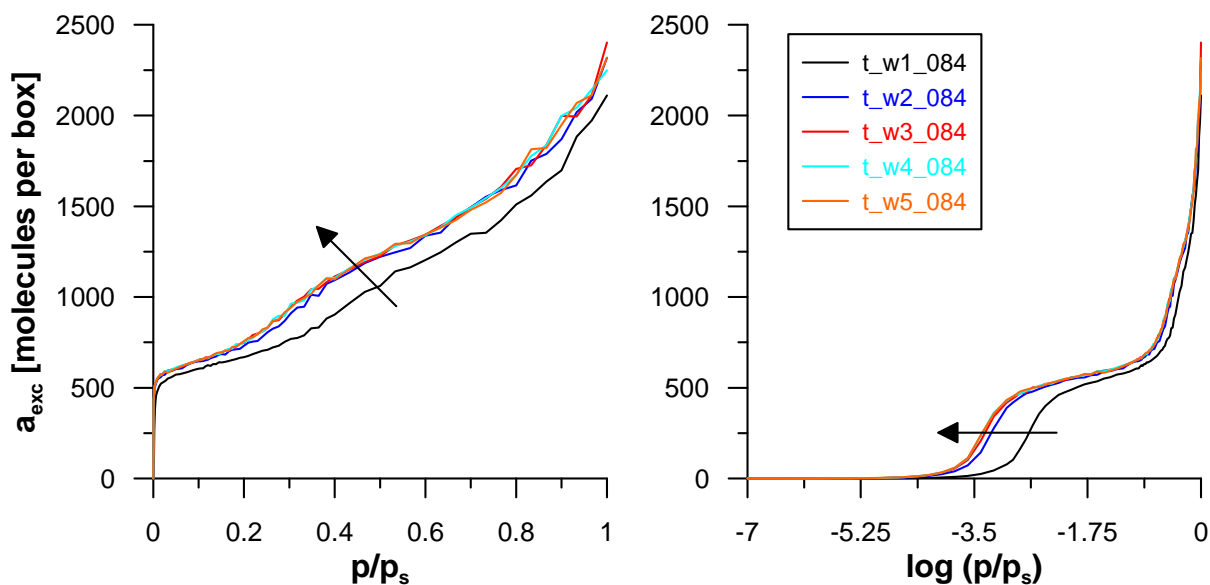 a_exc [molecules per box]
2500
2000
1500
1000
500
0
0 0.2 0.4 0.6 0.8 1
p/p_s
2500
2000
1500
1000
500
0
-7 -5.25 -3.5 -1.75 0
log (p/p_s)
t_w1_084
t_w2_084
t_w3_084
t_w4_084
t_w5_084